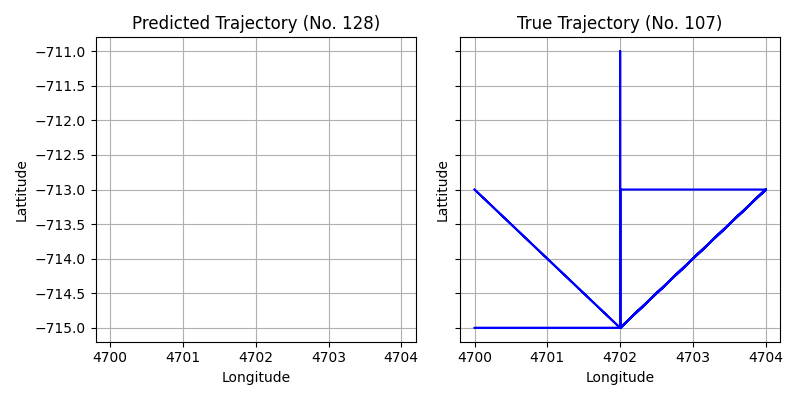 Predicted Trajectory (No. 128)
True Trajectory (No. 107)
−711.0
−711.5
−712.0
−712.5
−713.0
−713.5
−714.0
−714.5
−715.0
Lattitude
Lattitude
4700 4701 4702 4703 4704
4700 4701 4702 4703 4704
Longitude
Longitude